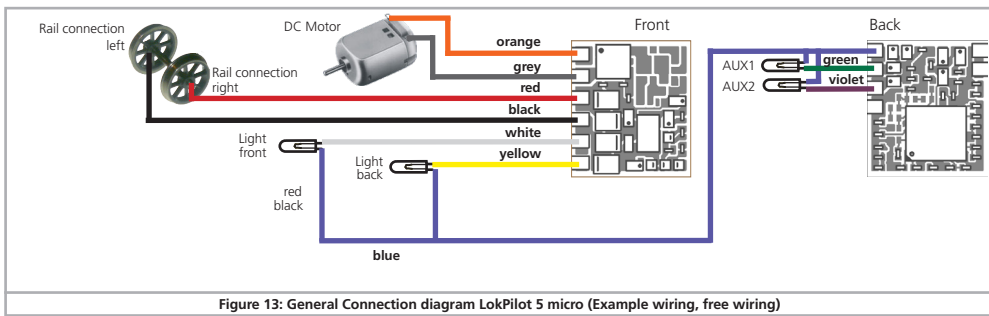 Rail connection
left
DC Motor
Front
Back
orange
grey
Rail connection
right
red
black
white
yellow
Light
front
Light
back
red
black
blue
AUX1
green
AUX2
violet
Figure 13: General Connection diagram LokPilot 5 micro (Example wiring, free wiring)